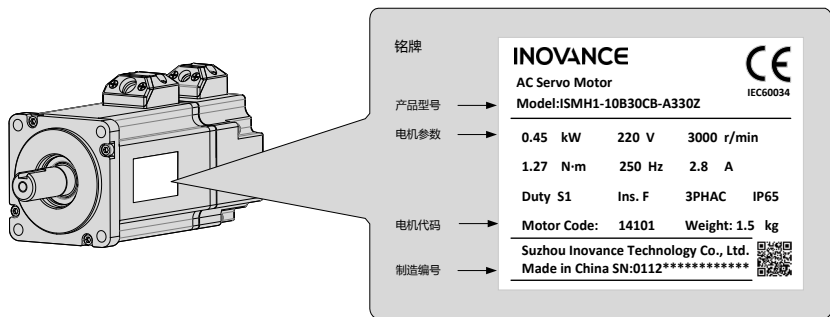 铭牌
INOVANCE
CE
IEC60034
AC Servo Motor
产品型号
Model:ISMH1-10B30CB-A330Z
电机参数
0.45 kW 220 V 3000 r/min
1.27 N·m 250 Hz 2.8 A
Duty S1 Ins. F 3PHAC IP65
电机代码
Motor Code: 14101 Weight: 1.5 kg
Suzhou Inovance Technology Co., Ltd.
制造编号
Made in China SN:0112************